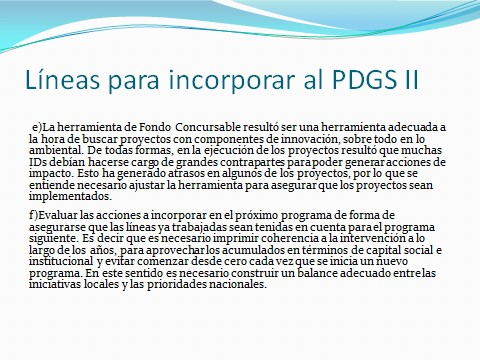 Líneas para incorporar al PDGS II
e)La herramienta de Fondo Concursable resultó ser una herramienta adecuada a
la hora de buscar proyectos con componentes de innovación, sobre todo en lo
ambiental. De todas formas, en la ejecución de los proyectos resultó que muchas
IDs debían hacerse cargo de grandes contrapartes para poder generar acciones de
impacto. Esto ha generado atrasos en algunos de los proyectos, por lo que se
entiende necesario ajustar la herramienta para asegurar que los proyectos sean
implementados.
f)Evaluar las acciones a incorporar en el próximo programa de forma de
asegurarse que las líneas ya trabajadas sean tenidas en cuenta para el programa
siguiente. Es decir que es necesario imprimir coherencia a la intervención a lo
largo de los años, para aprovechar los acumulados en términos de capital social e
institucional y evitar comenzar desde cero cada vez que se inicia un nuevo
programa. En este sentido es necesario construir un balance adecuado entre las
iniciativas locales y las prioridades nacionales.